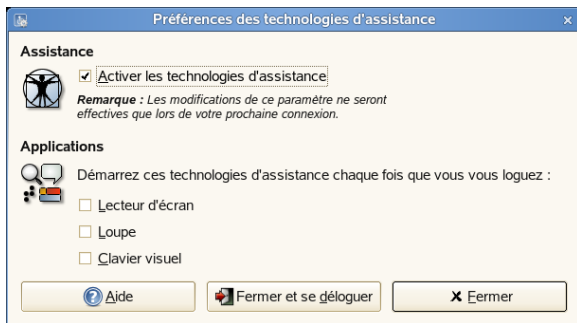 Préférences des technologies d'assistance
Assistance
Activer les technologies d'assistance
Remarque : Les modifications de ce paramètre ne seront
effectives que lors de votre prochaine connexion.
Applications
Démarrez ces technologies d'assistance chaque fois que vous vous loguez :
Lecteur d'écran
Loupe
Clavier visuel
Aide
Fermer et se déloguer
Fermer